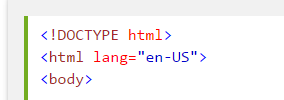 <!DOCTYPE html>
<html lang="en-US">
<body>